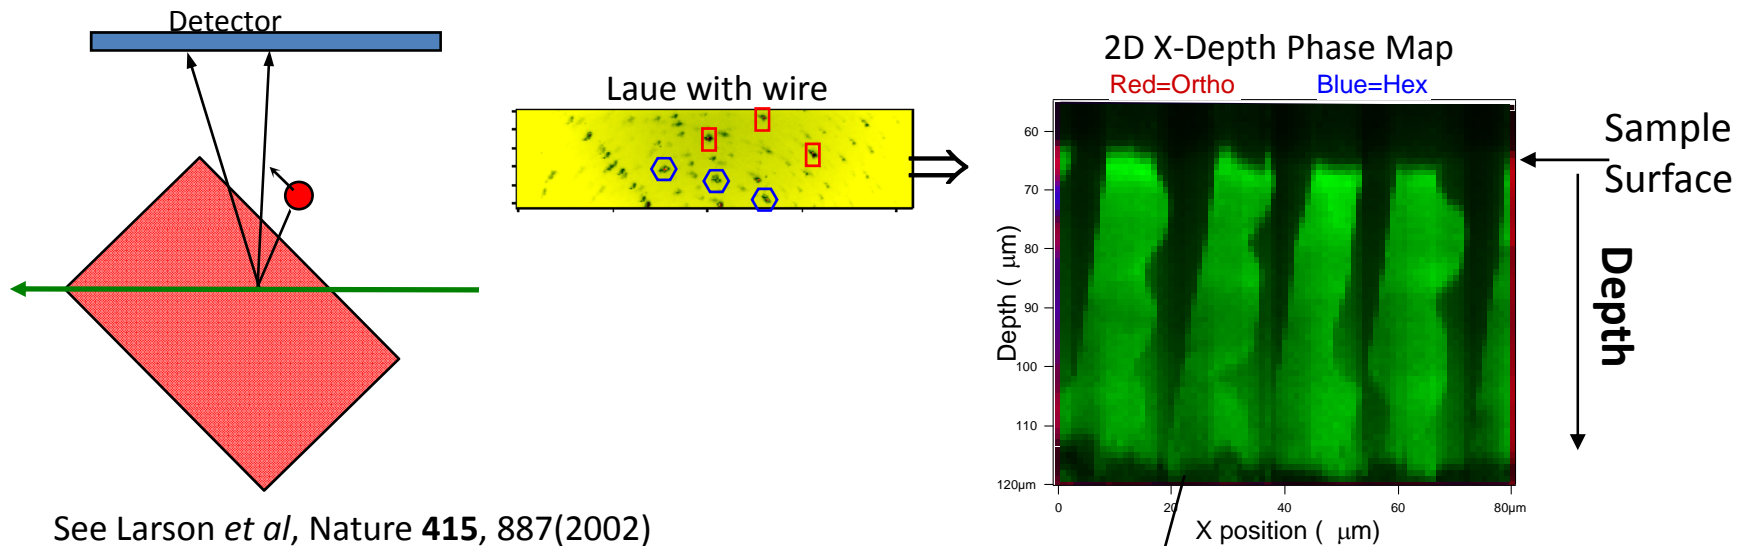 Detector
Laue with wire
2D X-Depth Phase Map
Red=Ortho Blue=Hex
60
70
80
90
100
110
120µm
Depth ( µm)
0 20 40 60 80µm
X position ( µm)
Sample
Surface
Depth
See Larson et al, Nature 415, 887(2002)